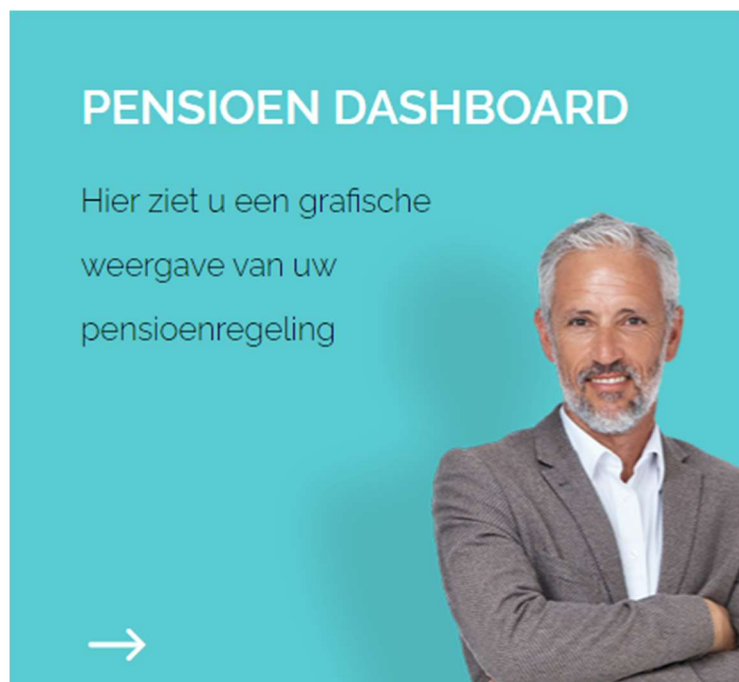 PENSIOEN DASHBOARD
Hier ziet u een grafische
weergave van uw
pensioenregeling